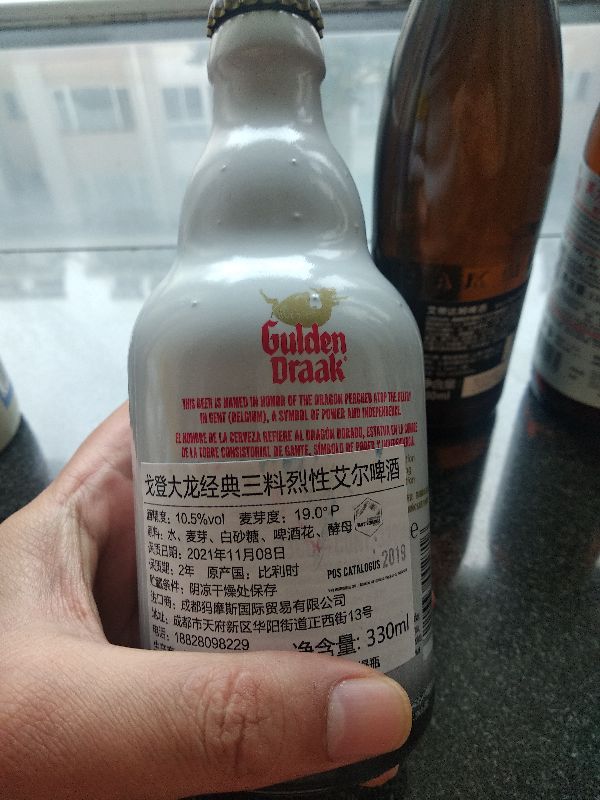 Gulden
Draak
THIS BEER IS NAMED IN HONOR OF THE DRAGON PERCHED ATOP THE BELFRY
IN GENT (BELGIUM), A SYMBOL OF POWER AND INDEPENDENCE.
EL NOMBRE DE LA CERVEZA REFIERE AL DRAGÓN DORADO, ESTATUA EN LA CUMBRE
DE LA TORRE CONSISTORIAL DE GANTE, SÍMBOLO DE PODER Y
戈登大龙经典三料烈性艾尔啤酒
酒精度: 10.5%vol 麦芽度: 19.0°P
原料: 水、麦芽、白砂糖、啤酒花、酵母
保质日期: 2021年11月08日
保质期: 2年 原产国: 比利时
POS CATALOGUS 2019
贮藏条件: 阴凉干燥处保存
进口商: 成都犸摩斯国际贸易有限公司
地址: 成都市天府新区华阳街道正西街13号
电话: 18828098229
净含量: 330ml